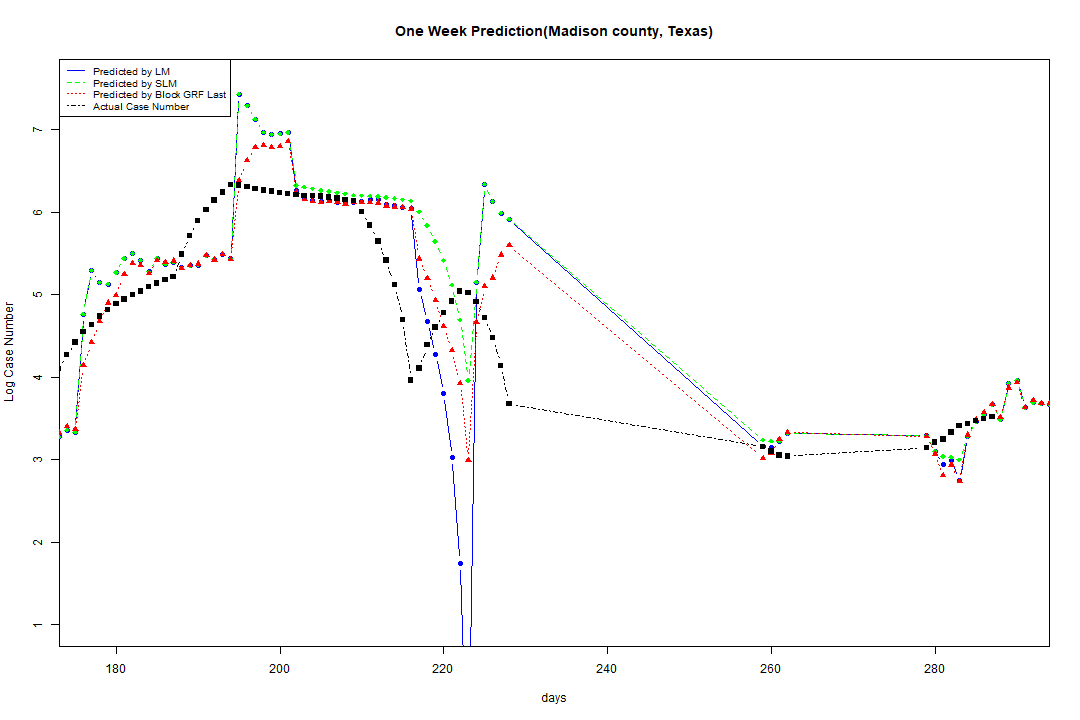 One Week Prediction(Madison county, Texas)
Predicted by LM
Predicted by SLM
Predicted by Block GRF Last
Actual Case Number
7
6
5
4
3
2
1
Log Case Number
180 200 220 240 260 280
days